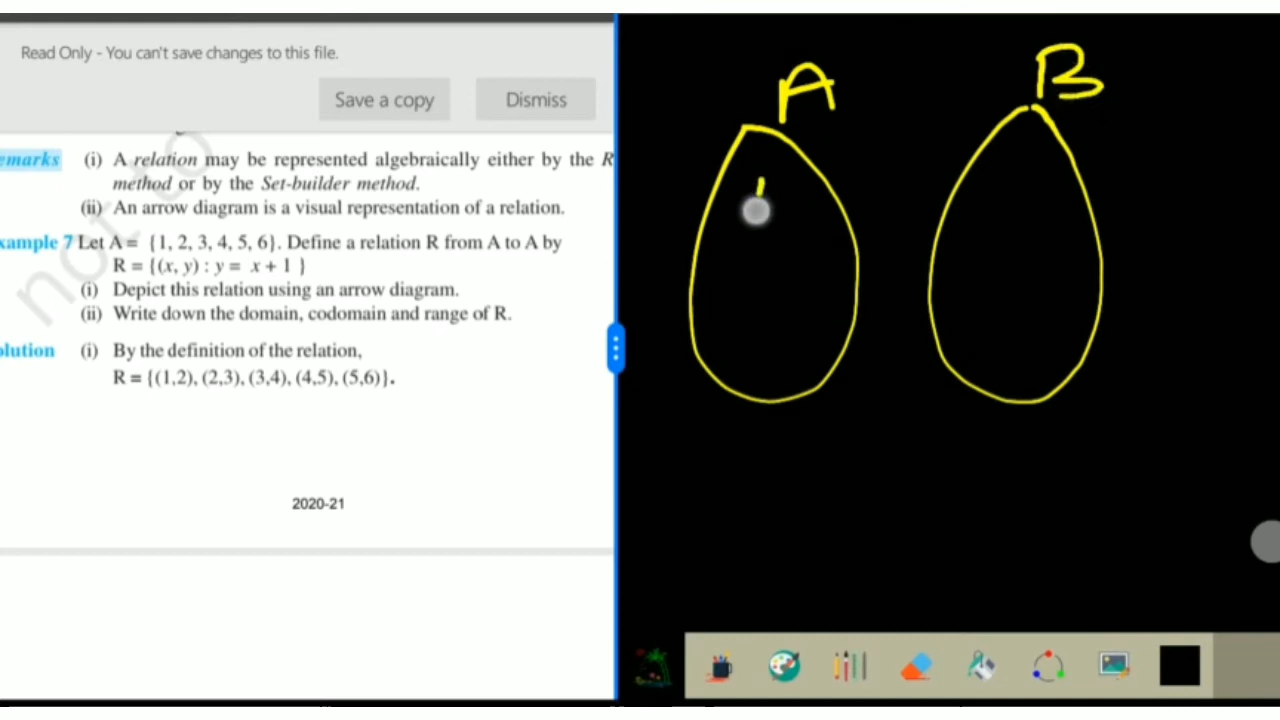 Read Only - You can't save changes to this file.
Save a copy
Dismiss
emarks (i) A relation may be represented algebraically either by the R
method or by the Set-builder method.
(ii) An arrow diagram is a visual representation of a relation.
xample 7 Let A = {1, 2, 3, 4, 5, 6}. Define a relation R from A to A by
R = {(x, y) : y = x + 1 }
(i) Depict this relation using an arrow diagram.
(ii) Write down the domain, codomain and range of R.
olution (i) By the definition of the relation,
R = {(1,2), (2,3), (3,4), (4,5), (5,6)}.
2020-21
not to
A
B
1